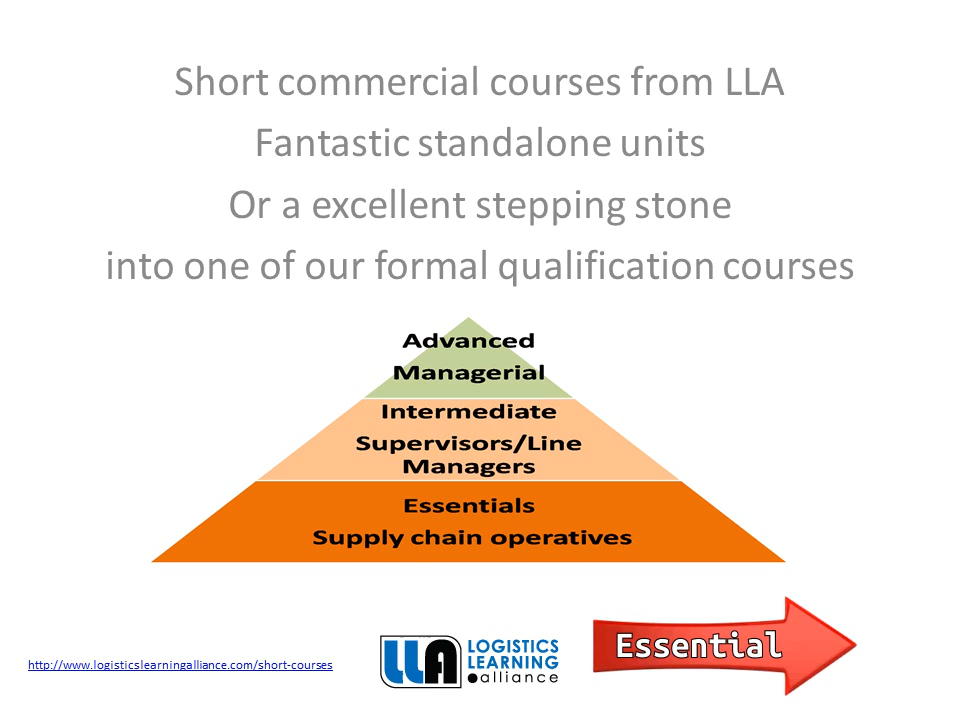 Short commercial courses from LLA
Fantastic standalone units
Or a excellent stepping stone
into one of our formal qualification courses
Advanced
Managerial
Intermediate
Supervisors/Line
Managers
Essentials
Supply chain operatives
http://www.logisticslearningalliance.com/short-courses
LLA
LOGISTICS
LEARNING
alliance
Essential